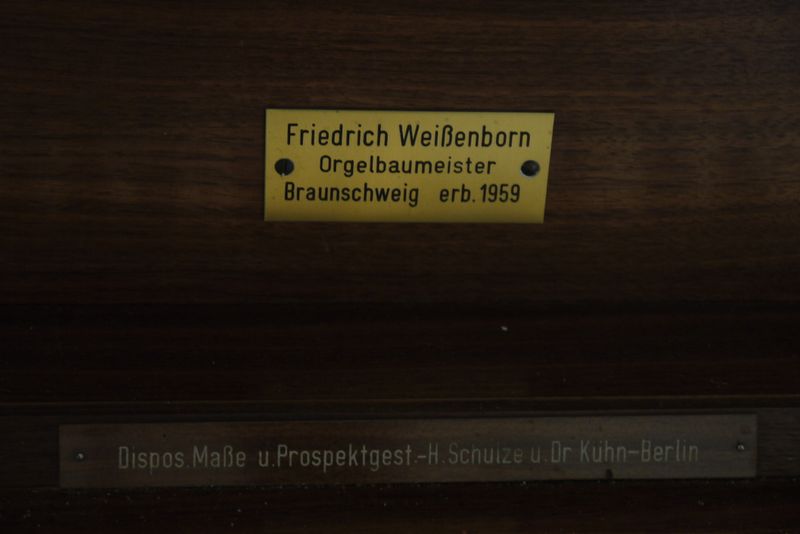 Friedrich Weißenborn
Orgelbaumeister
Braunschweig erb. 1959
Dispos. Maße u. Prospektgest.-H. Schulze u. Dr Kühn-Berlin